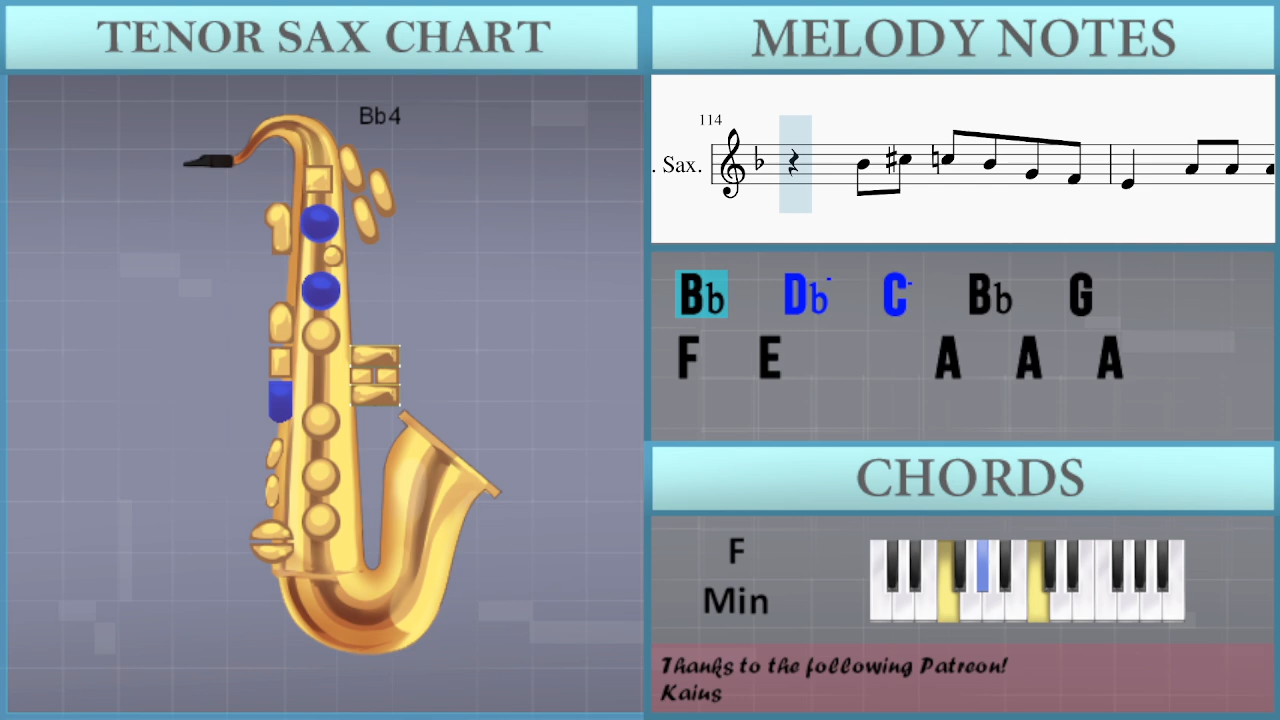 TENOR SAX CHART
Bb4
MELODY NOTES
114
. Sax.
Bb Db- C- Bb G
F E A A A
CHORDS
F
Min
Thanks to the following Patreon!
Kaius